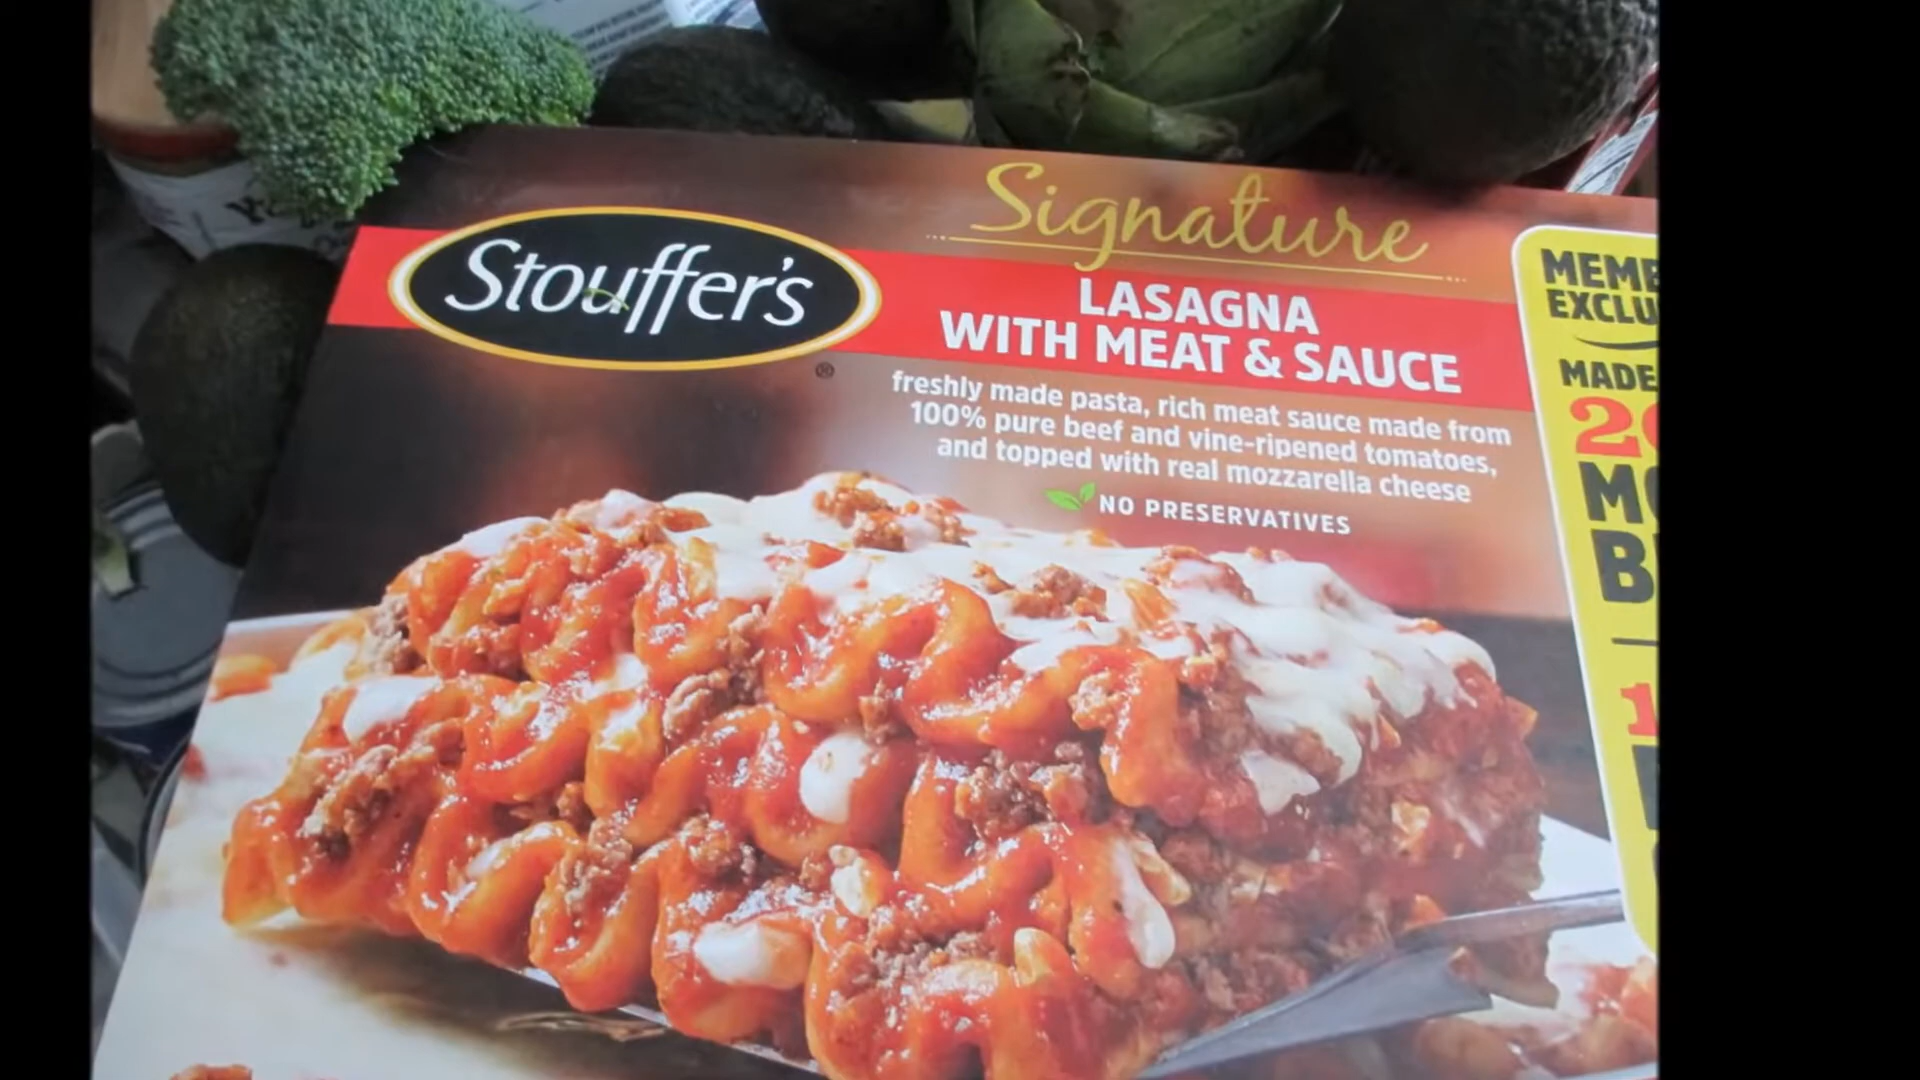 Signature
Stouffer's
®
LASAGNA
WITH MEAT & SAUCE
freshly made pasta, rich meat sauce made from
100% pure beef and vine-ripened tomatoes,
and topped with real mozzarella cheese
NO PRESERVATIVES
MADE